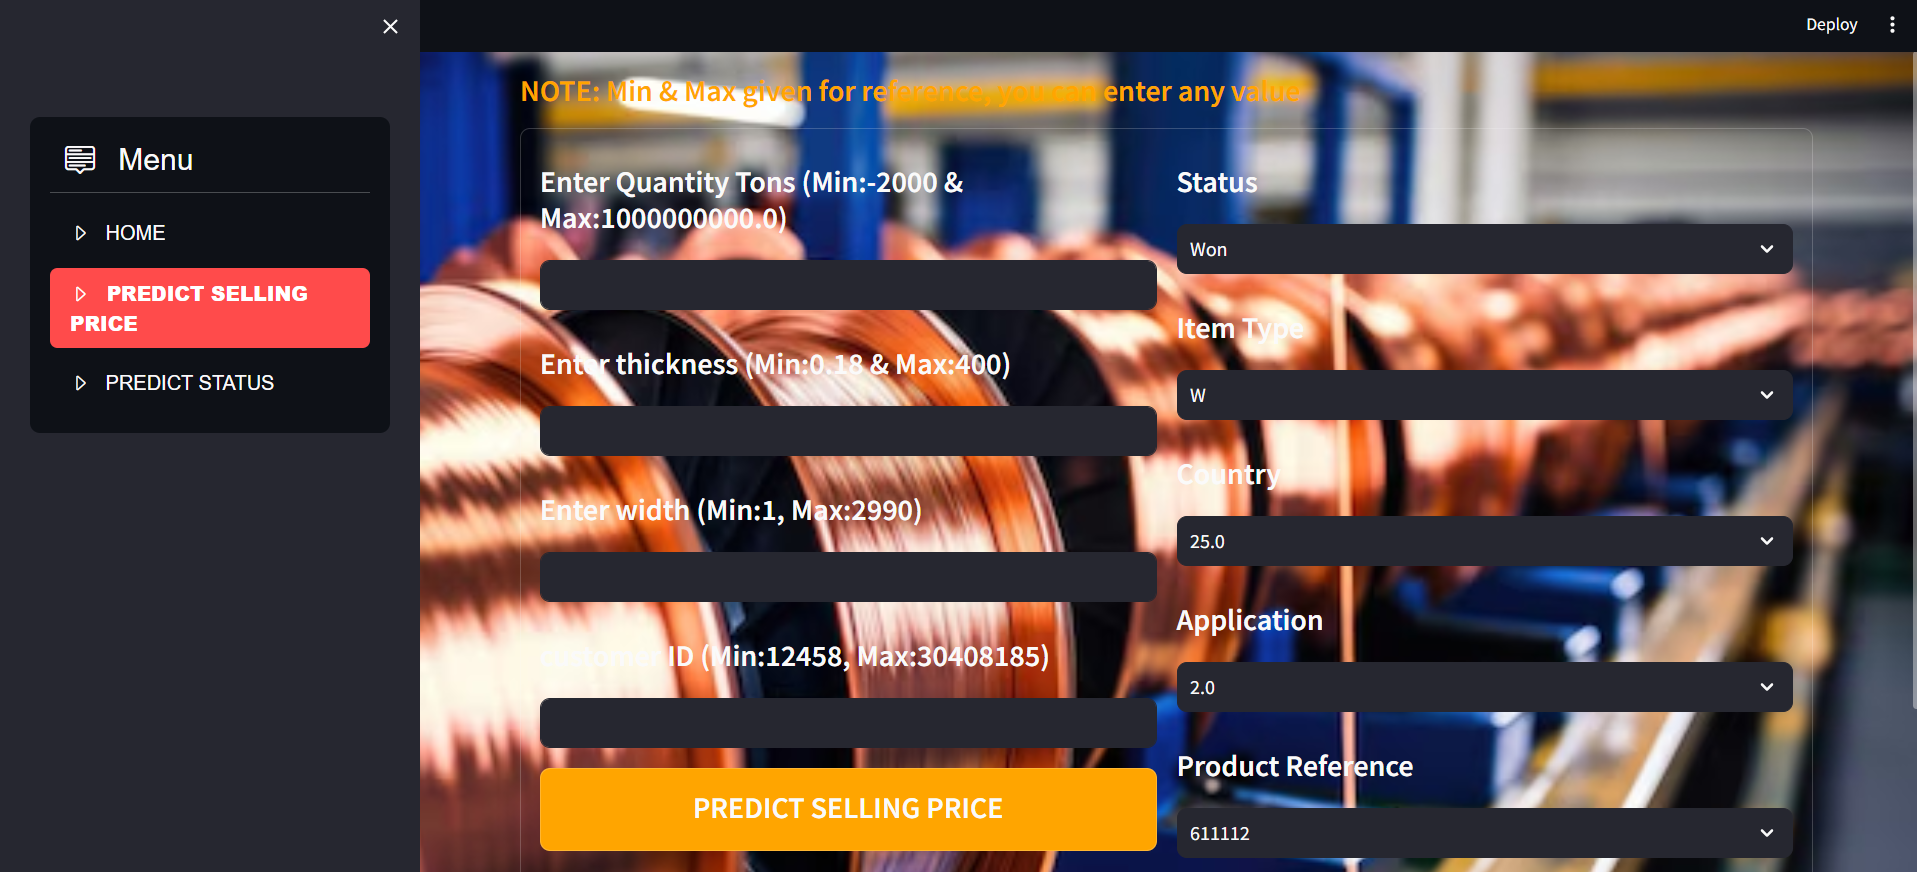 Deploy
Menu
HOME
PREDICT SELLING
PRICE
PREDICT STATUS
NOTE: Min & Max given for reference, you can enter any value
Enter Quantity Tons (Min:-2000 &
Max:1000000000.0)
Enter thickness (Min:0.18 & Max:400)
Enter width (Min:1, Max:2990)
customer ID (Min:12458, Max:30408185)
PREDICT SELLING PRICE
Status
Won
Item Type
W
Country
25.0
Application
2.0
Product Reference
611112